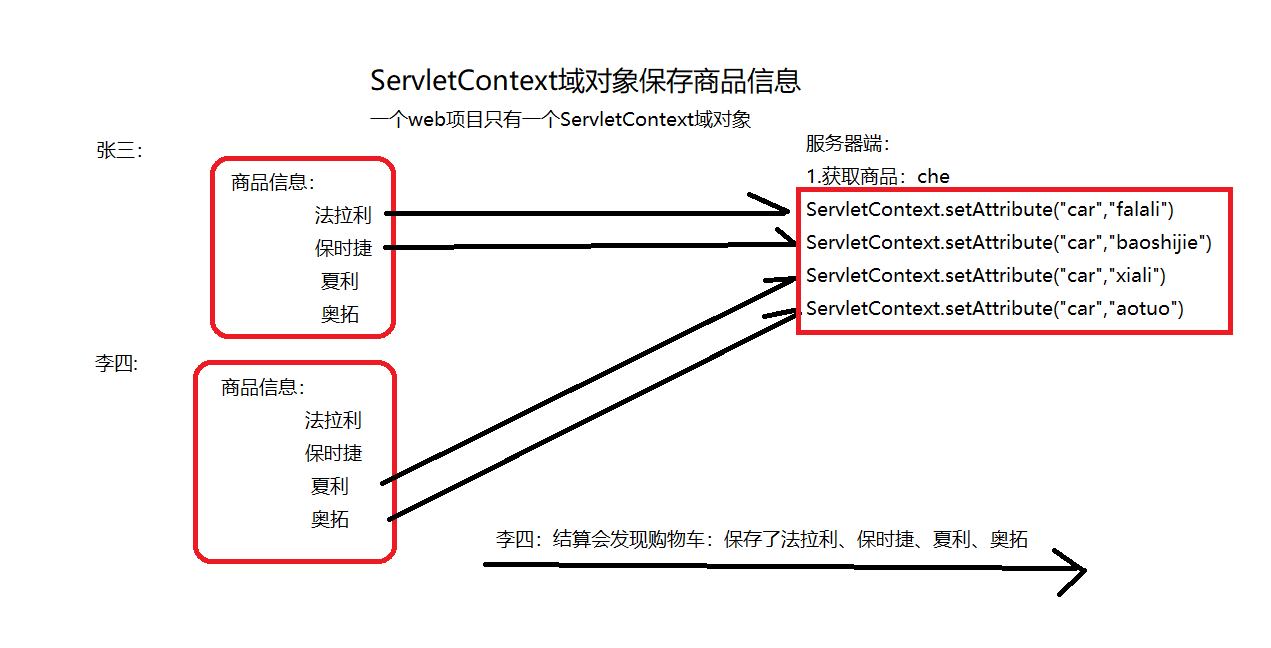 ServletContext域对象保存商品信息
一个web项目只有一个ServletContext域对象
张三：
商品信息：
法拉利
保时捷
夏利
奥拓
服务器端：
1.获取商品：che
ServletContext.setAttribute("car","falali")
ServletContext.setAttribute("car","baoshijie")
ServletContext.setAttribute("car","xiali")
ServletContext.setAttribute("car","aotuo")
李四:
商品信息：
法拉利
保时捷
夏利
奥拓
李四：结算会发现购物车：保存了法拉利、保时捷、夏利、奥拓